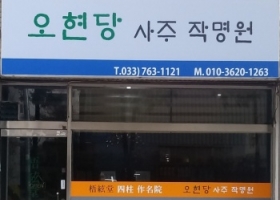 오현당 사주 작명원
T.033) 763-1121 M.010-3620-1263
四柱 作名院 오현당 사주 작명원